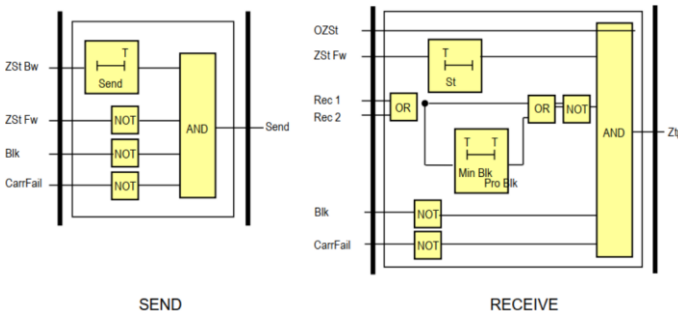 ZSt Bw
T
Send
ZSt Fw
NOT
Blk
NOT
CarrFail
NOT
AND
Send
SEND
OZSt
ZSt Fw
T
St
Rec 1
Rec 2
OR
T T
Min Blk
Pro Blk
OR
NOT
AND
Blk
NOT
CarrFail
NOT
RECEIVE